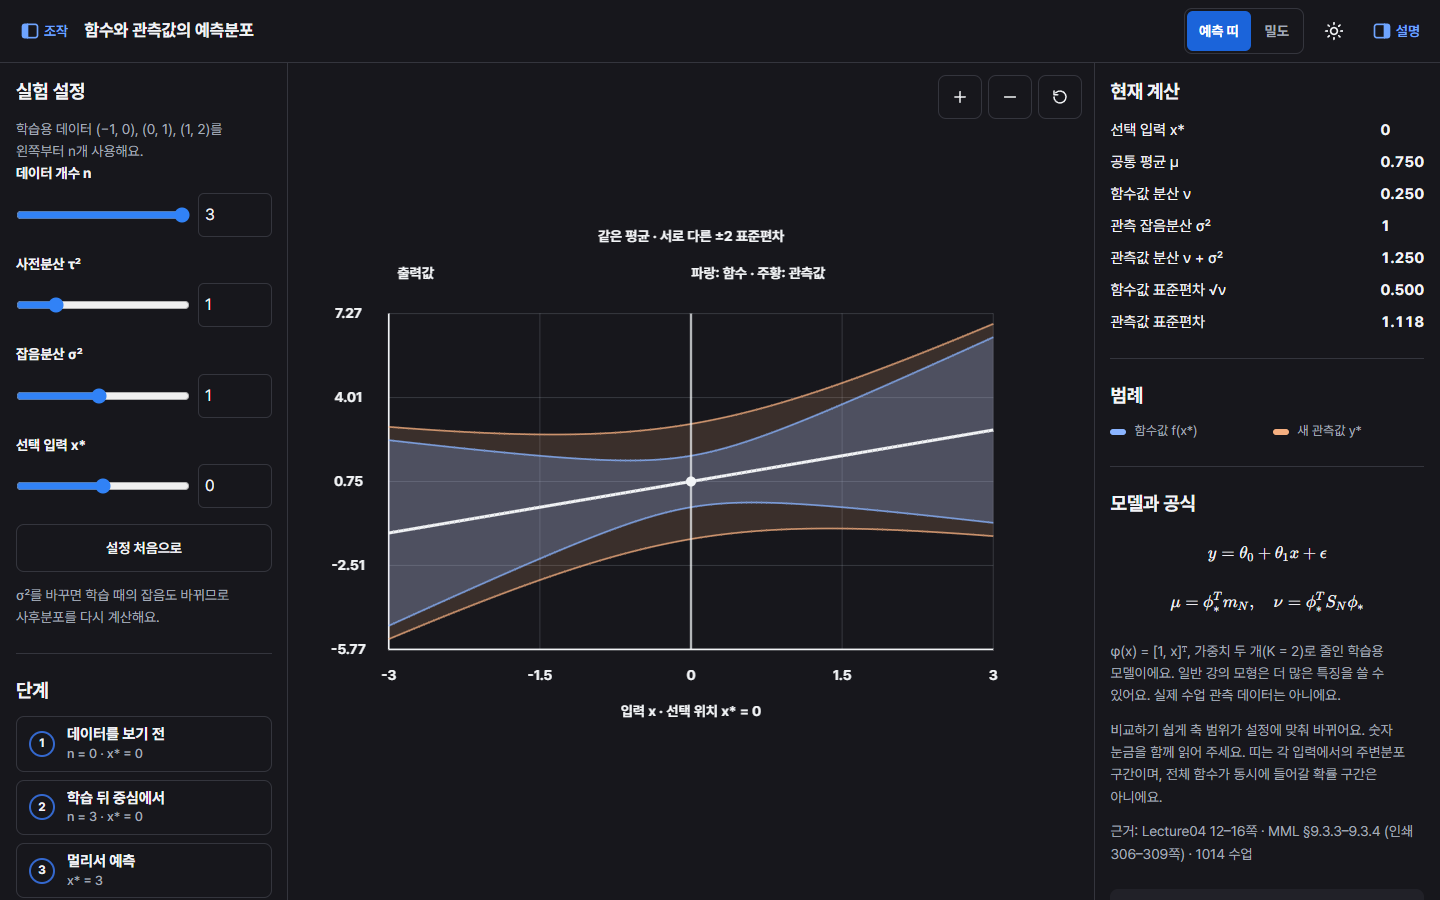 조작
함수와 관측값의 예측분포
예측 띠
밀도
설명
실험 설정
학습용 데이터 (−1, 0), (0, 1), (1, 2)를
왼쪽부터 n개 사용해요.
데이터 개수 n
3
사전분산 τ²
1
잡음분산 σ²
1
선택 입력 x*
0
설정 처음으로
σ²를 바꾸면 학습 때의 잡음도 바뀌므로
사후분포를 다시 계산해요.
단계
1
데이터를 보기 전
n = 0 · x* = 0
2
학습 뒤 중심에서
n = 3 · x* = 0
3
멀리서 예측
x* = 3
같은 평균 · 서로 다른 ±2 표준편차
출력값
파랑: 함수 · 주황: 관측값
7.27
4.01
0.75
-2.51
-5.77
-3
-1.5
0
1.5
3
입력 x · 선택 위치 x* = 0
현재 계산
선택 입력 x* 0
공통 평균 μ 0.750
함수값 분산 ν 0.250
관측 잡음분산 σ² 1
관측값 분산 ν + σ² 1.250
함수값 표준편차 √ν 0.500
관측값 표준편차 1.118
범례
함수값 f(x*)
새 관측값 y*
모델과 공식
y = θ₀ + θ₁x + ϵ
μ = ϕ∗ᵀm_N, ν = ϕ∗ᵀS_Nϕ∗
φ(x) = [1, x]ᵀ, 가중치 두 개(K = 2)로 줄인 학습용
모델이에요. 일반 강의 모형은 더 많은 특징을 쓸 수
있어요. 실제 수업 관측 데이터는 아니에요.
비교하기 쉽게 축 범위가 설정에 맞춰 바뀌어요. 숫자
눈금을 함께 읽어 주세요. 띠는 각 입력에서의 주변분포
구간이며, 전체 함수가 동시에 들어갈 확률 구간은
아니에요.
근거: Lecture04 12–16쪽 · MML §9.3.3–9.3.4 (인쇄
306–309쪽) · 1014 수업